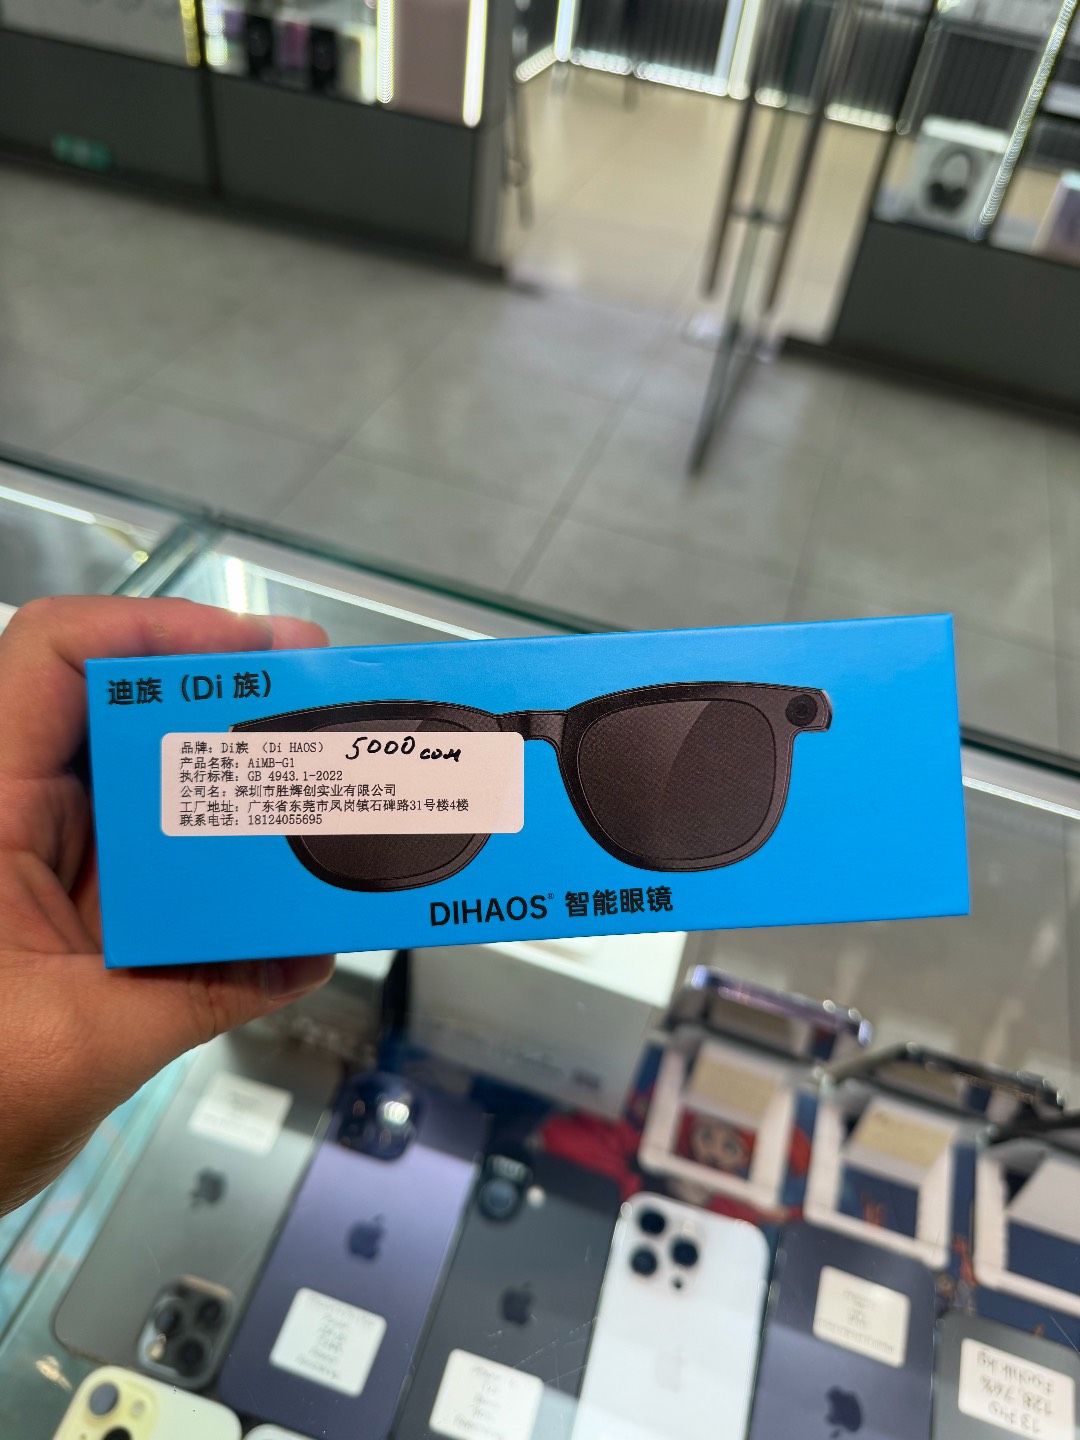 迪族（Di 族）
品牌：Di族 （Di HAOS）
5000 сом
产品名称：AiMB-G1
执行标准：GB 4943.1-2022
公司名：深圳市胜辉创实业有限公司
工厂地址：广东省东莞市凤岗镇石碑路31号楼4楼
联系电话：18124055695
DIHAOS® 智能眼镜